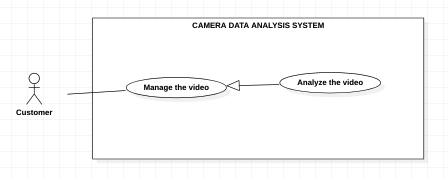 CAMERA DATA ANALYSIS SYSTEM
Analyze the video
Manage the video
Customer